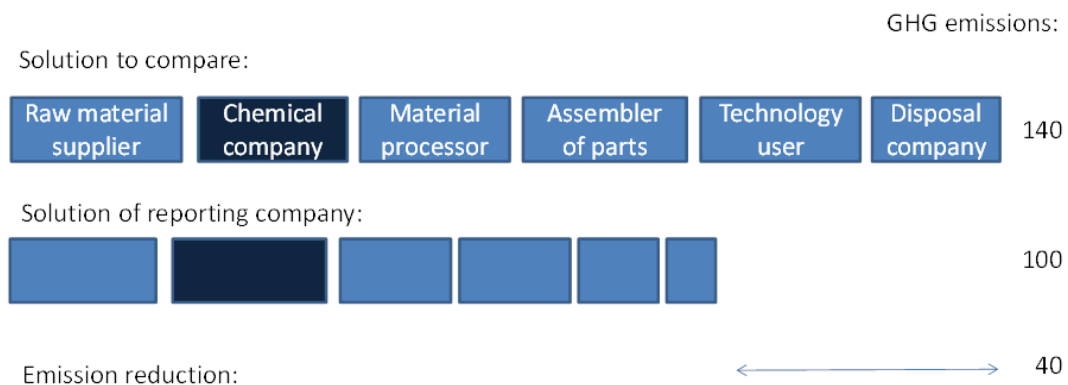 GHG emissions:
Solution to compare:
Raw material supplier
Chemical company
Material processor
Assembler of parts
Technology user
Disposal company
140
Solution of reporting company:
100
Emission reduction:
40